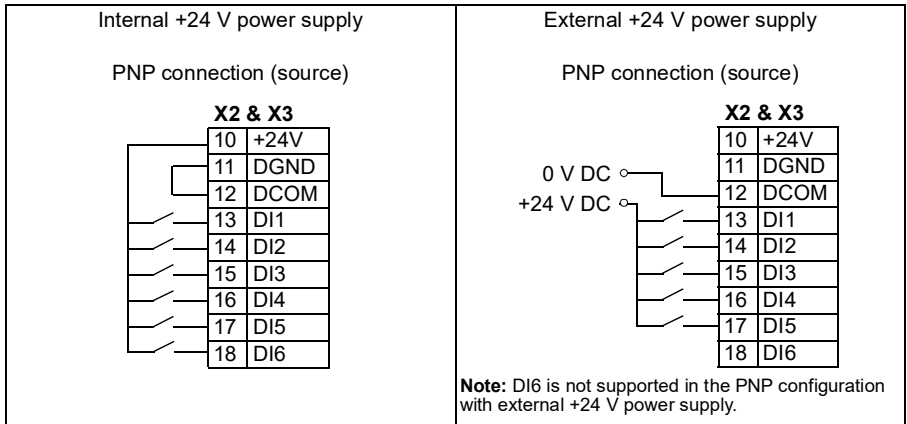 Internal +24 V power supply
PNP connection (source)
X2 & X3
10 +24V
11 DGND
12 DCOM
13 DI1
14 DI2
15 DI3
16 DI4
17 DI5
18 DI6
External +24 V power supply
PNP connection (source)
X2 & X3
10 +24V
11 DGND
0 V DC
12 DCOM
+24 V DC
13 DI1
14 DI2
15 DI3
16 DI4
17 DI5
18 DI6
Note: DI6 is not supported in the PNP configuration
with external +24 V power supply.